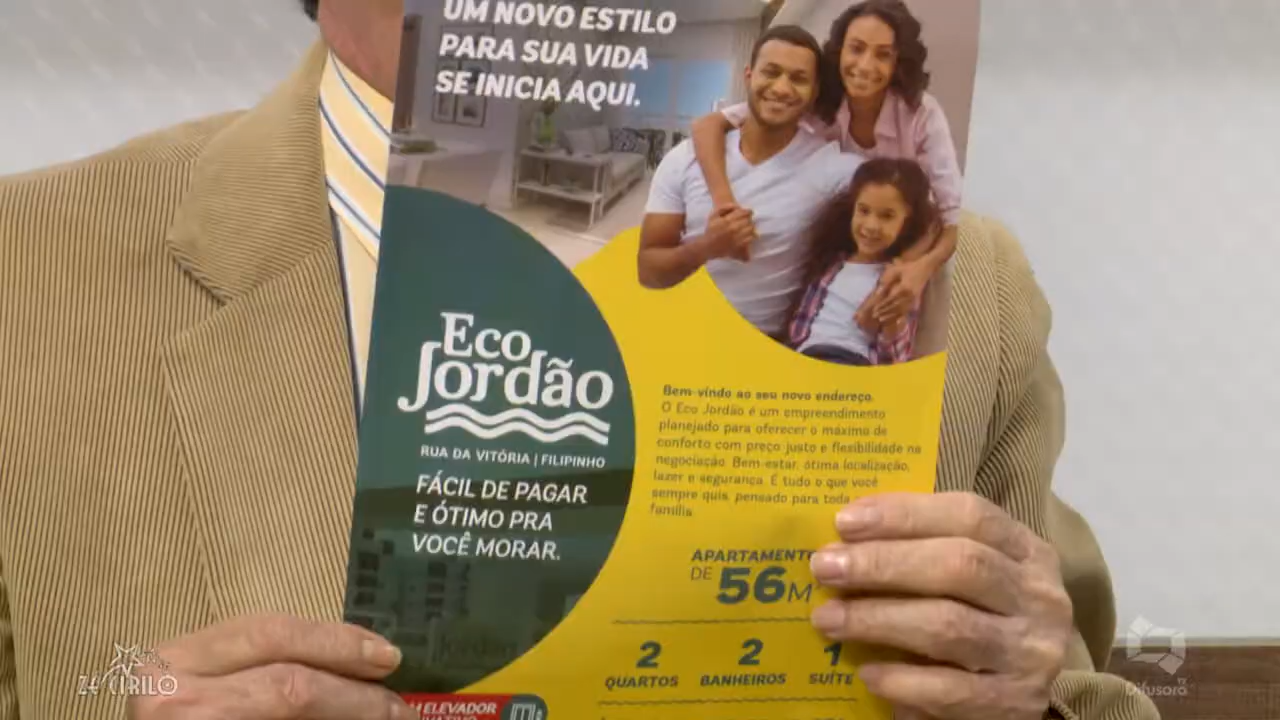 UM NOVO ESTILO
PARA SUA VIDA
SE INICIA AQUI.
Eco
Jordão
RUA DA VITÓRIA | FILIPINHO
FÁCIL DE PAGAR
E ÓTIMO PRA
VOCÊ MORAR.
Bem-vindo ao seu novo endereço.
O Eco Jordão é um empreendimento
planejado para oferecer o máximo de
conforto com preço justo e flexibilidade na
negociação. Bem-estar, ótima localização,
lazer e segurança. É tudo o que você
sempre quis, pensado para toda
família.
APARTAMENTO
DE 56M
2 2 1
QUARTOS BANHEIROS SUÍTE
ELEVADOR
Jordão
ZÉ CIRILO
Difusora